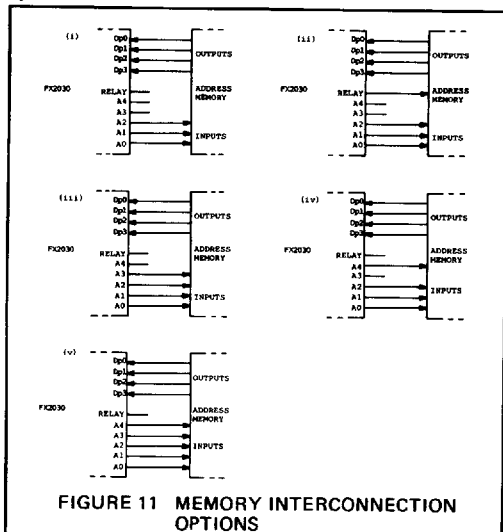 (i)
Dp0
Dp1
OUTPUTS
Dp2
Dp3
FX2030
RELAY
ADDRESS
MEMORY
A4
A3
A2
A1
INPUTS
A0
(ii)
Dp0
Dp1
OUTPUTS
Dp2
Dp3
FX2030
RELAY
ADDRESS
MEMORY
A4
A3
A2
A1
INPUTS
A0
(iii)
Dp0
Dp1
OUTPUTS
Dp2
Dp3
FX2030
RELAY
ADDRESS
MEMORY
A4
A3
A2
INPUTS
A1
A0
(iv)
Dp0
Dp1
OUTPUTS
Dp2
Dp3
FX2030
RELAY
ADDRESS
MEMORY
A4
A3
A2
INPUTS
A1
A0
(v)
Dp0
Dp1
OUTPUTS
Dp2
Dp3
FX2030
RELAY
ADDRESS
MEMORY
A4
A3
A2
INPUTS
A1
A0
FIGURE 11 MEMORY INTERCONNECTION
OPTIONS